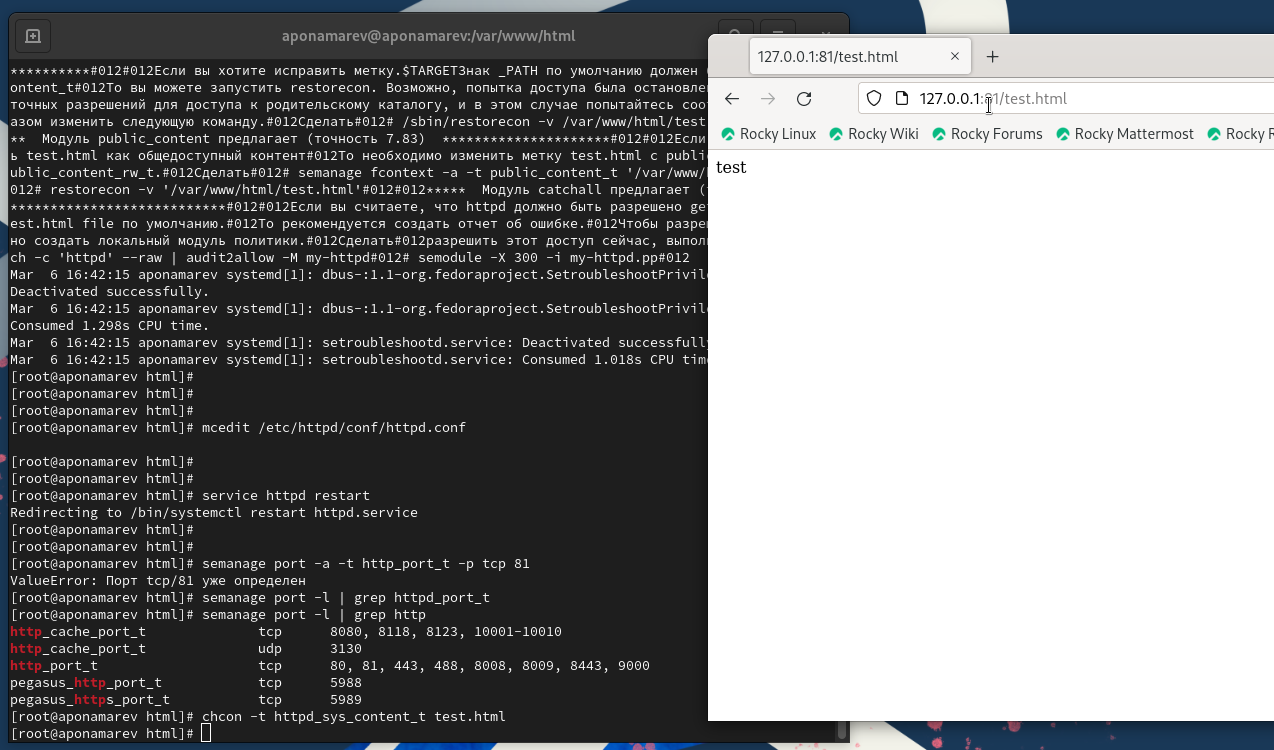 aponamarev@aponamarev:/var/www/html
**********#012#012Если вы хотите исправить метку.$TARGETЗнак _PATH по умолчанию должен
ontent_t#012То вы можете запустить restorecon. Возможно, попытка доступа была остановле
точных разрешений для доступа к родительскому каталогу, и в этом случае попытайтесь соо
азом изменить следующую команду.#012Сделать#012# /sbin/restorecon -v /var/www/html/test
**  Модуль public_content предлагает (точность 7.83)  *********************#012#012Если
ь test.html как общедоступный контент#012То необходимо изменить метку test.html с publi
ublic_content_rw_t.#012Сделать#012# semanage fcontext -a -t public_content_t '/var/www/h
012# restorecon -v '/var/www/html/test.html'#012#012*****  Модуль catchall предлагает (
**************************#012#012Если вы считаете, что httpd должно быть разрешено ge
est.html file по умолчанию.#012То рекомендуется создать отчет об ошибке.#012Чтобы разре
но создать локальный модуль политики.#012Сделать#012разрешить этот доступ сейчас, выпол
ch -c 'httpd' --raw | audit2allow -M my-httpd#012# semodule -X 300 -i my-httpd.pp#012
Mar  6 16:42:15 aponamarev systemd[1]: dbus-:1.1-org.fedoraproject.SetroubleshootPrivile
Deactivated successfully.
Mar  6 16:42:15 aponamarev systemd[1]: dbus-:1.1-org.fedoraproject.SetroubleshootPrivile
Consumed 1.298s CPU time.
Mar  6 16:42:15 aponamarev systemd[1]: setroubleshootd.service: Deactivated successfully
Mar  6 16:42:15 aponamarev systemd[1]: setroubleshootd.service: Consumed 1.018s CPU time
[root@aponamarev html]#
[root@aponamarev html]#
[root@aponamarev html]#
[root@aponamarev html]# mcedit /etc/httpd/conf/httpd.conf
[root@aponamarev html]#
[root@aponamarev html]#
[root@aponamarev html]# service httpd restart
Redirecting to /bin/systemctl restart httpd.service
[root@aponamarev html]#
[root@aponamarev html]#
[root@aponamarev html]# semanage port -a -t http_port_t -p tcp 81
ValueError: Порт tcp/81 уже определен
[root@aponamarev html]# semanage port -l | grep httpd_port_t
[root@aponamarev html]# semanage port -l | grep http
http_cache_port_t              tcp      8080, 8118, 8123, 10001-10010
http_cache_port_t              udp      3130
http_port_t                    tcp      80, 81, 443, 488, 8008, 8009, 8443, 9000
pegasus_http_port_t            tcp      5988
pegasus_https_port_t           tcp      5989
[root@aponamarev html]# chcon -t httpd_sys_content_t test.html
[root@aponamarev html]#
127.0.0.1:81/test.html
127.0.0.1:81/test.html
Rocky Linux Rocky Wiki Rocky Forums Rocky Mattermost Rocky R
test